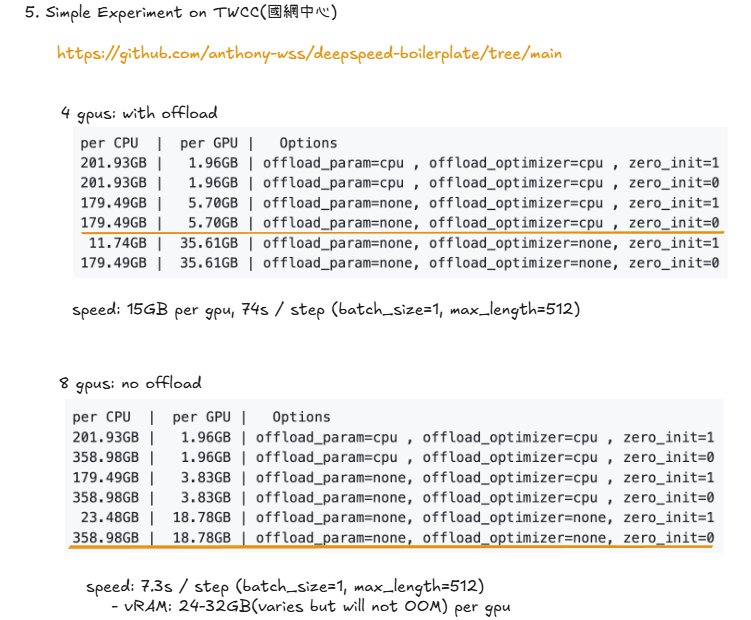 5. Simple Experiment on TWCC(國網中心)
https://github.com/anthony-wss/deepspeed-boilerplate/tree/main
4 gpus: with offload
per CPU | per GPU | Options
201.93GB | 1.96GB | offload_param=cpu , offload_optimizer=cpu , zero_init=1
201.93GB | 1.96GB | offload_param=cpu , offload_optimizer=cpu , zero_init=0
179.49GB | 5.70GB | offload_param=none, offload_optimizer=cpu , zero_init=1
179.49GB | 5.70GB | offload_param=none, offload_optimizer=cpu , zero_init=0
11.74GB | 35.61GB | offload_param=none, offload_optimizer=none, zero_init=1
179.49GB | 35.61GB | offload_param=none, offload_optimizer=none, zero_init=0
speed: 15GB per gpu, 74s / step (batch_size=1, max_length=512)
8 gpus: no offload
per CPU | per GPU | Options
201.93GB | 1.96GB | offload_param=cpu , offload_optimizer=cpu , zero_init=1
358.98GB | 1.96GB | offload_param=cpu , offload_optimizer=cpu , zero_init=0
179.49GB | 3.83GB | offload_param=none, offload_optimizer=cpu , zero_init=1
358.98GB | 3.83GB | offload_param=none, offload_optimizer=cpu , zero_init=0
23.48GB | 18.78GB | offload_param=none, offload_optimizer=none, zero_init=1
358.98GB | 18.78GB | offload_param=none, offload_optimizer=none, zero_init=0
speed: 7.3s / step (batch_size=1, max_length=512)
- vRAM: 24-32GB(varies but will not OOM) per gpu